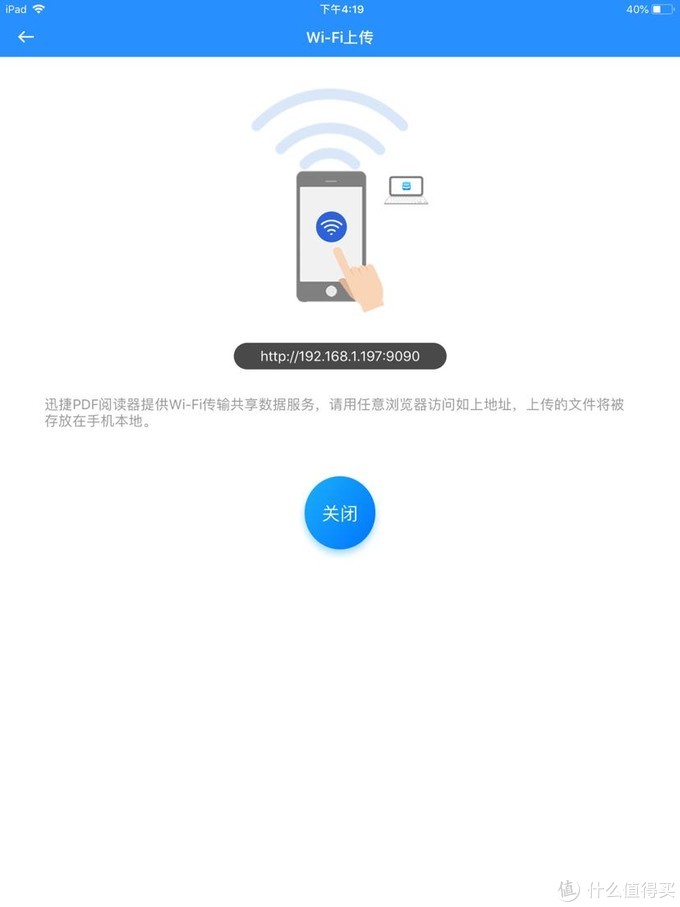 iPad 下午4:19 40%
Wi-Fi上传
http://192.168.1.197:9090
迅捷PDF阅读器提供Wi-Fi传输共享数据服务，请用任意浏览器访问如上地址，上传的文件将被
存放在手机本地。
关闭
值 什么值得买